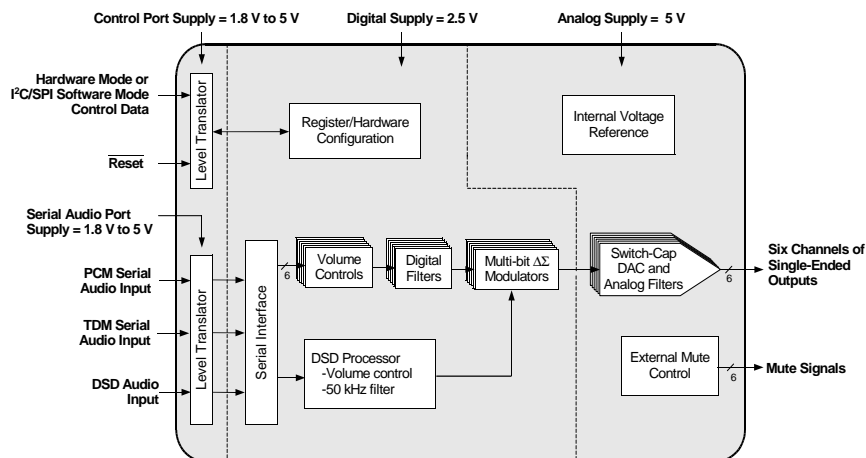 Control Port Supply = 1.8 V to 5 V
Digital Supply = 2.5 V
Analog Supply = 5 V
Hardware Mode or
I²C/SPI Software Mode
Control Data
Reset
Level Translator
Register/Hardware
Configuration
Internal Voltage
Reference
Serial Audio Port
Supply = 1.8 V to 5 V
PCM Serial
Audio Input
TDM Serial
Audio Input
DSD Audio
Input
Level Translator
Serial Interface
6
Volume
Controls
Digital
Filters
Multi-bit ΔΣ
Modulators
Switch-Cap
DAC and
Analog Filters
6
Six Channels of
Single-Ended
Outputs
DSD Processor
-Volume control
-50 kHz filter
External Mute
Control
6
Mute Signals